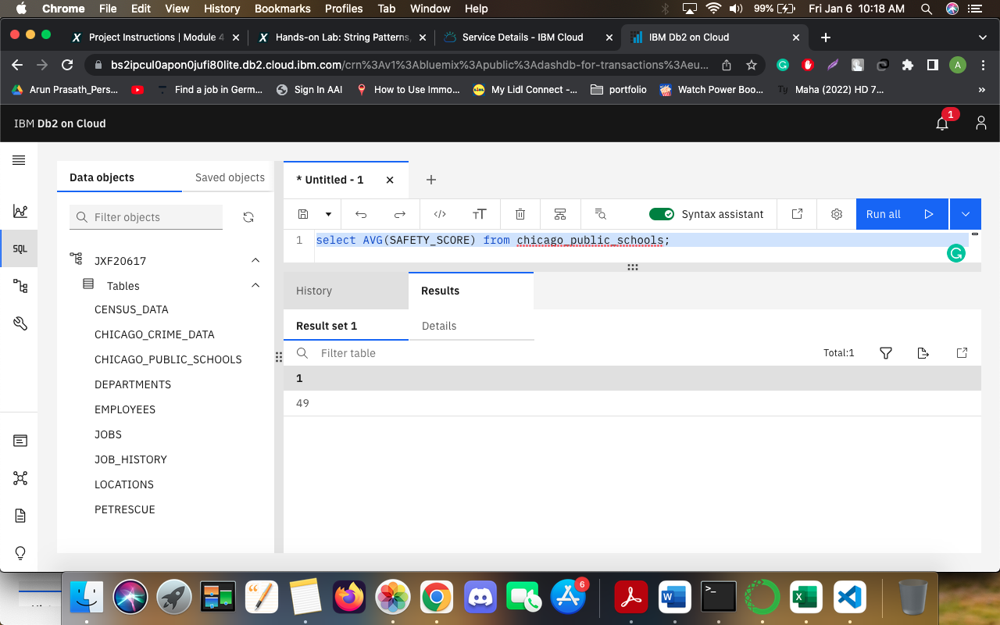 Chrome File Edit View History Bookmarks Profiles Tab Window Help 99% Fri Jan 6 10:18 AM
Project Instructions | Module 4
Hands-on Lab: String Patterns,
Service Details - IBM Cloud
IBM Db2 on Cloud
bs2ipcul0apon0jufi80lite.db2.cloud.ibm.com/crn%3Av1%3Abluemix%3Apublic%3Adashdb-for-transactions%3Aeu... A
Arun Prasath_Pers... Find a job in Germ... Sign In AAI How to Use Immo... My Lidl Connect -... portfolio Watch Power Boo... Ty Maha (2022) HD 7... »
IBM Db2 on Cloud
1
SQL
Data objects Saved objects
Filter objects
JXF20617
Tables
CENSUS_DATA
CHICAGO_CRIME_DATA
CHICAGO_PUBLIC_SCHOOLS
DEPARTMENTS
EMPLOYEES
JOBS
JOB_HISTORY
LOCATIONS
PETRESCUE
* Untitled - 1
Syntax assistant
Run all
1 select AVG(SAFETY_SCORE) from chicago_public_schools;
History Results
Result set 1 Details
Filter table Total:1
1
49
6